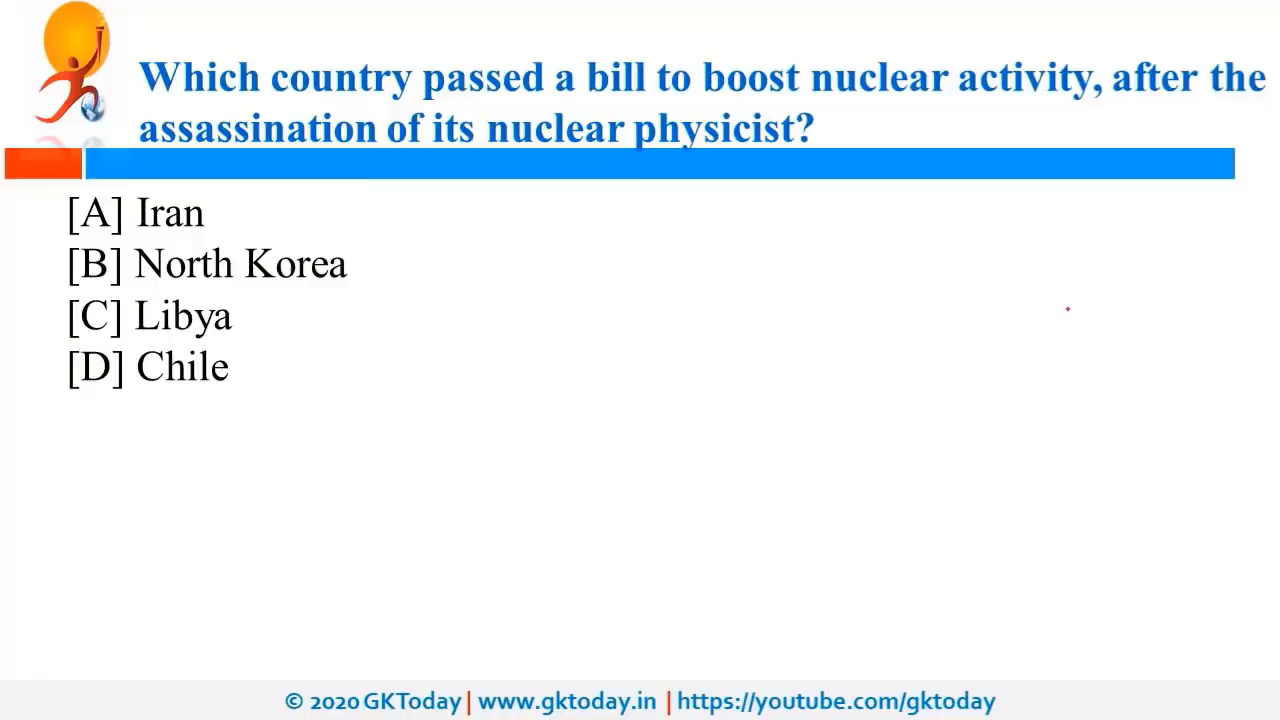 Which country passed a bill to boost nuclear activity, after the
assassination of its nuclear physicist?
[A] Iran
[B] North Korea
[C] Libya
[D] Chile
© 2020 GKToday | www.gktoday.in | https://youtube.com/gktoday